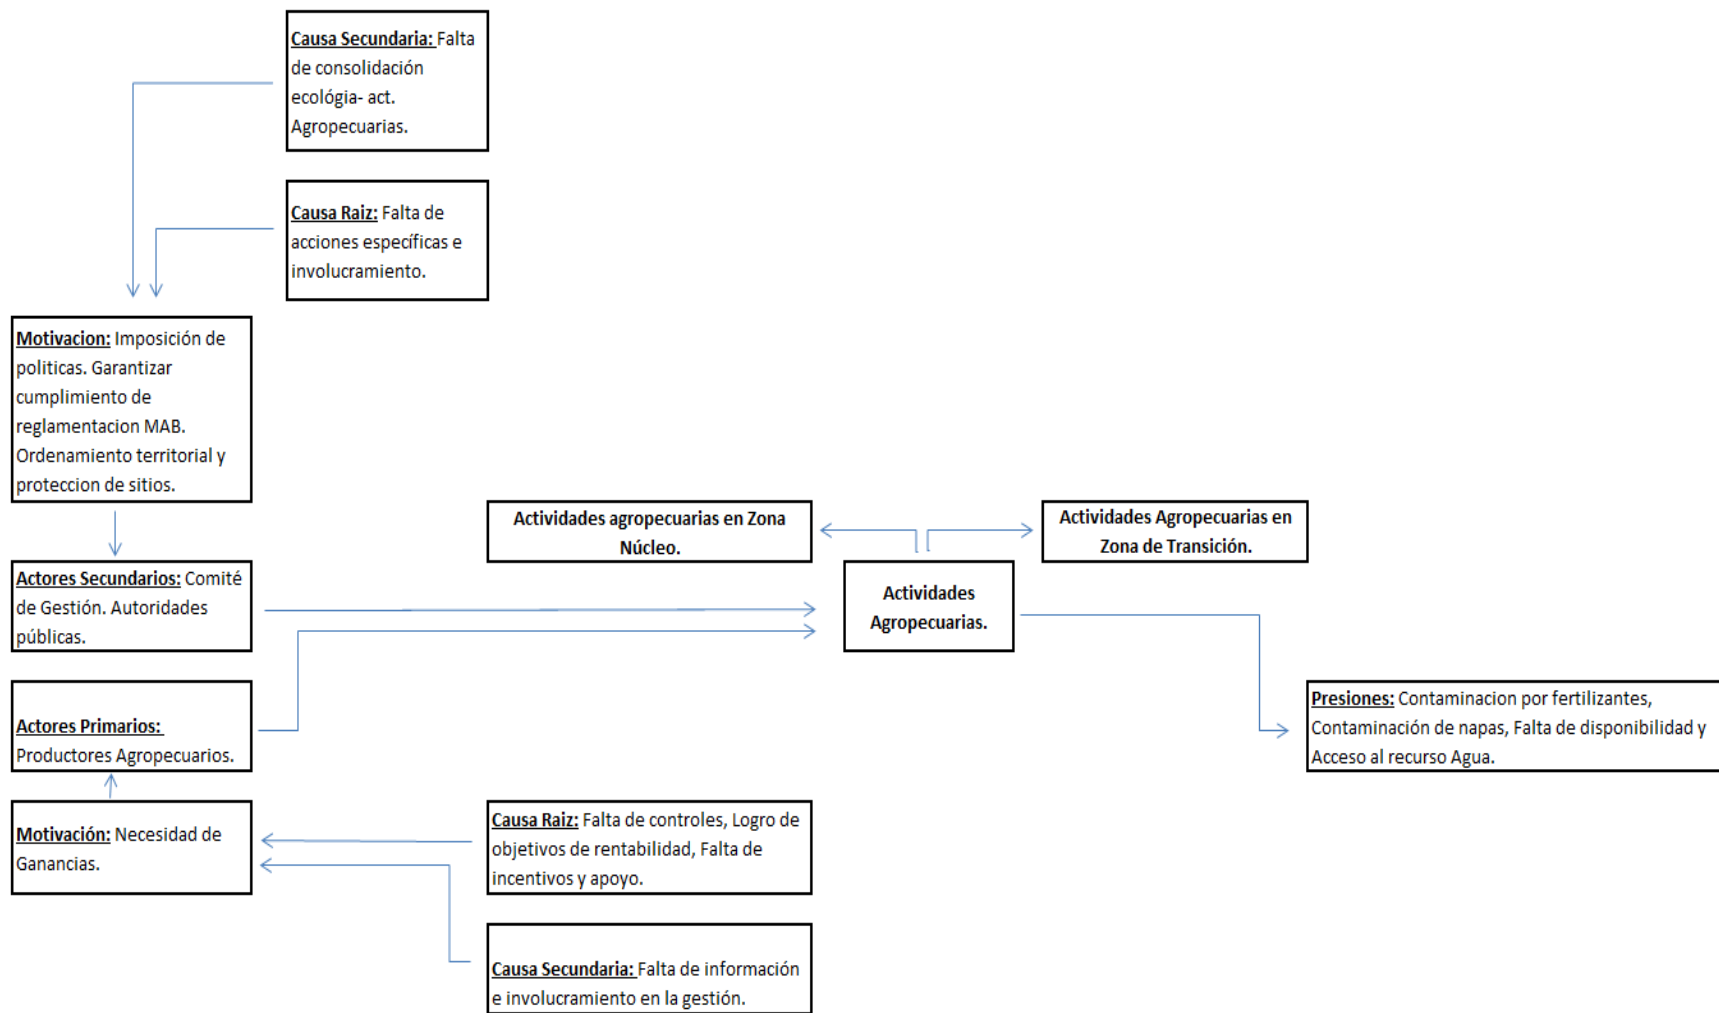 Causa Secundaria: Falta
de consolidación
ecológia- act.
Agropecuarias.
Causa Raiz: Falta de
acciones específicas e
involucramiento.
Motivacion: Imposición de
politicas. Garantizar
cumplimiento de
reglamentacion MAB.
Ordenamiento territorial y
proteccion de sitios.
Actividades agropecuarias en Zona
Núcleo.
Actividades Agropecuarias en
Zona de Transición.
Actores Secundarios: Comité
de Gestión. Autoridades
públicas.
Actividades
Agropecuarias.
Actores Primarios:
Productores Agropecuarios.
Presiones: Contaminacion por fertilizantes,
Contaminación de napas, Falta de disponibilidad y
Acceso al recurso Agua.
Motivación: Necesidad de
Ganancias.
Causa Raiz: Falta de controles, Logro de
objetivos de rentabilidad, Falta de
incentivos y apoyo.
Causa Secundaria: Falta de información
e involucramiento en la gestión.